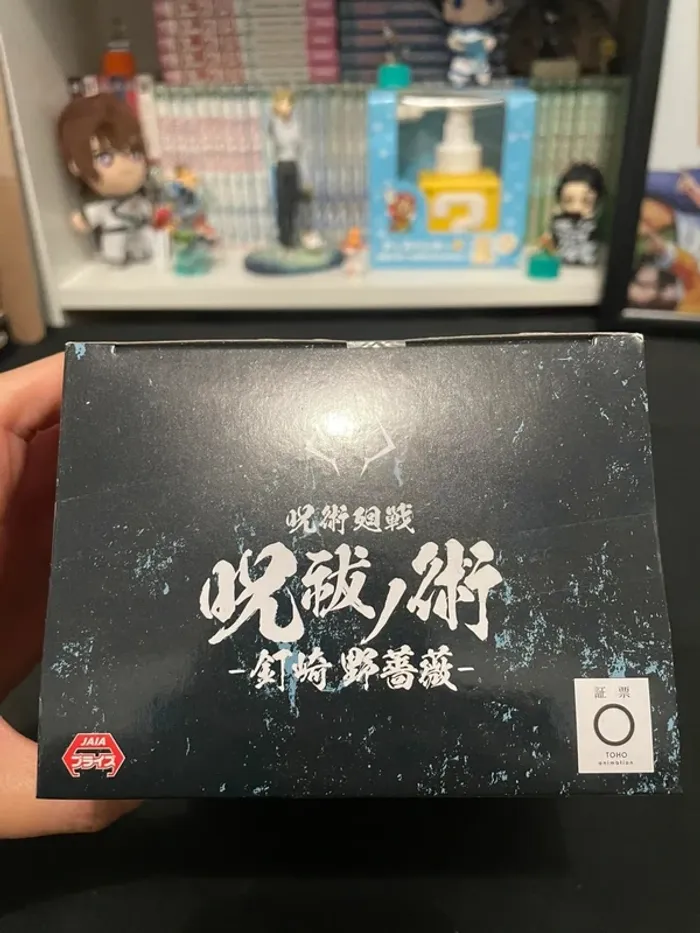 呪術廻戦
呪祓ノ術
-釘崎 野薔薇-
証 票
TOHO
animation
JAIA
プライズ
?